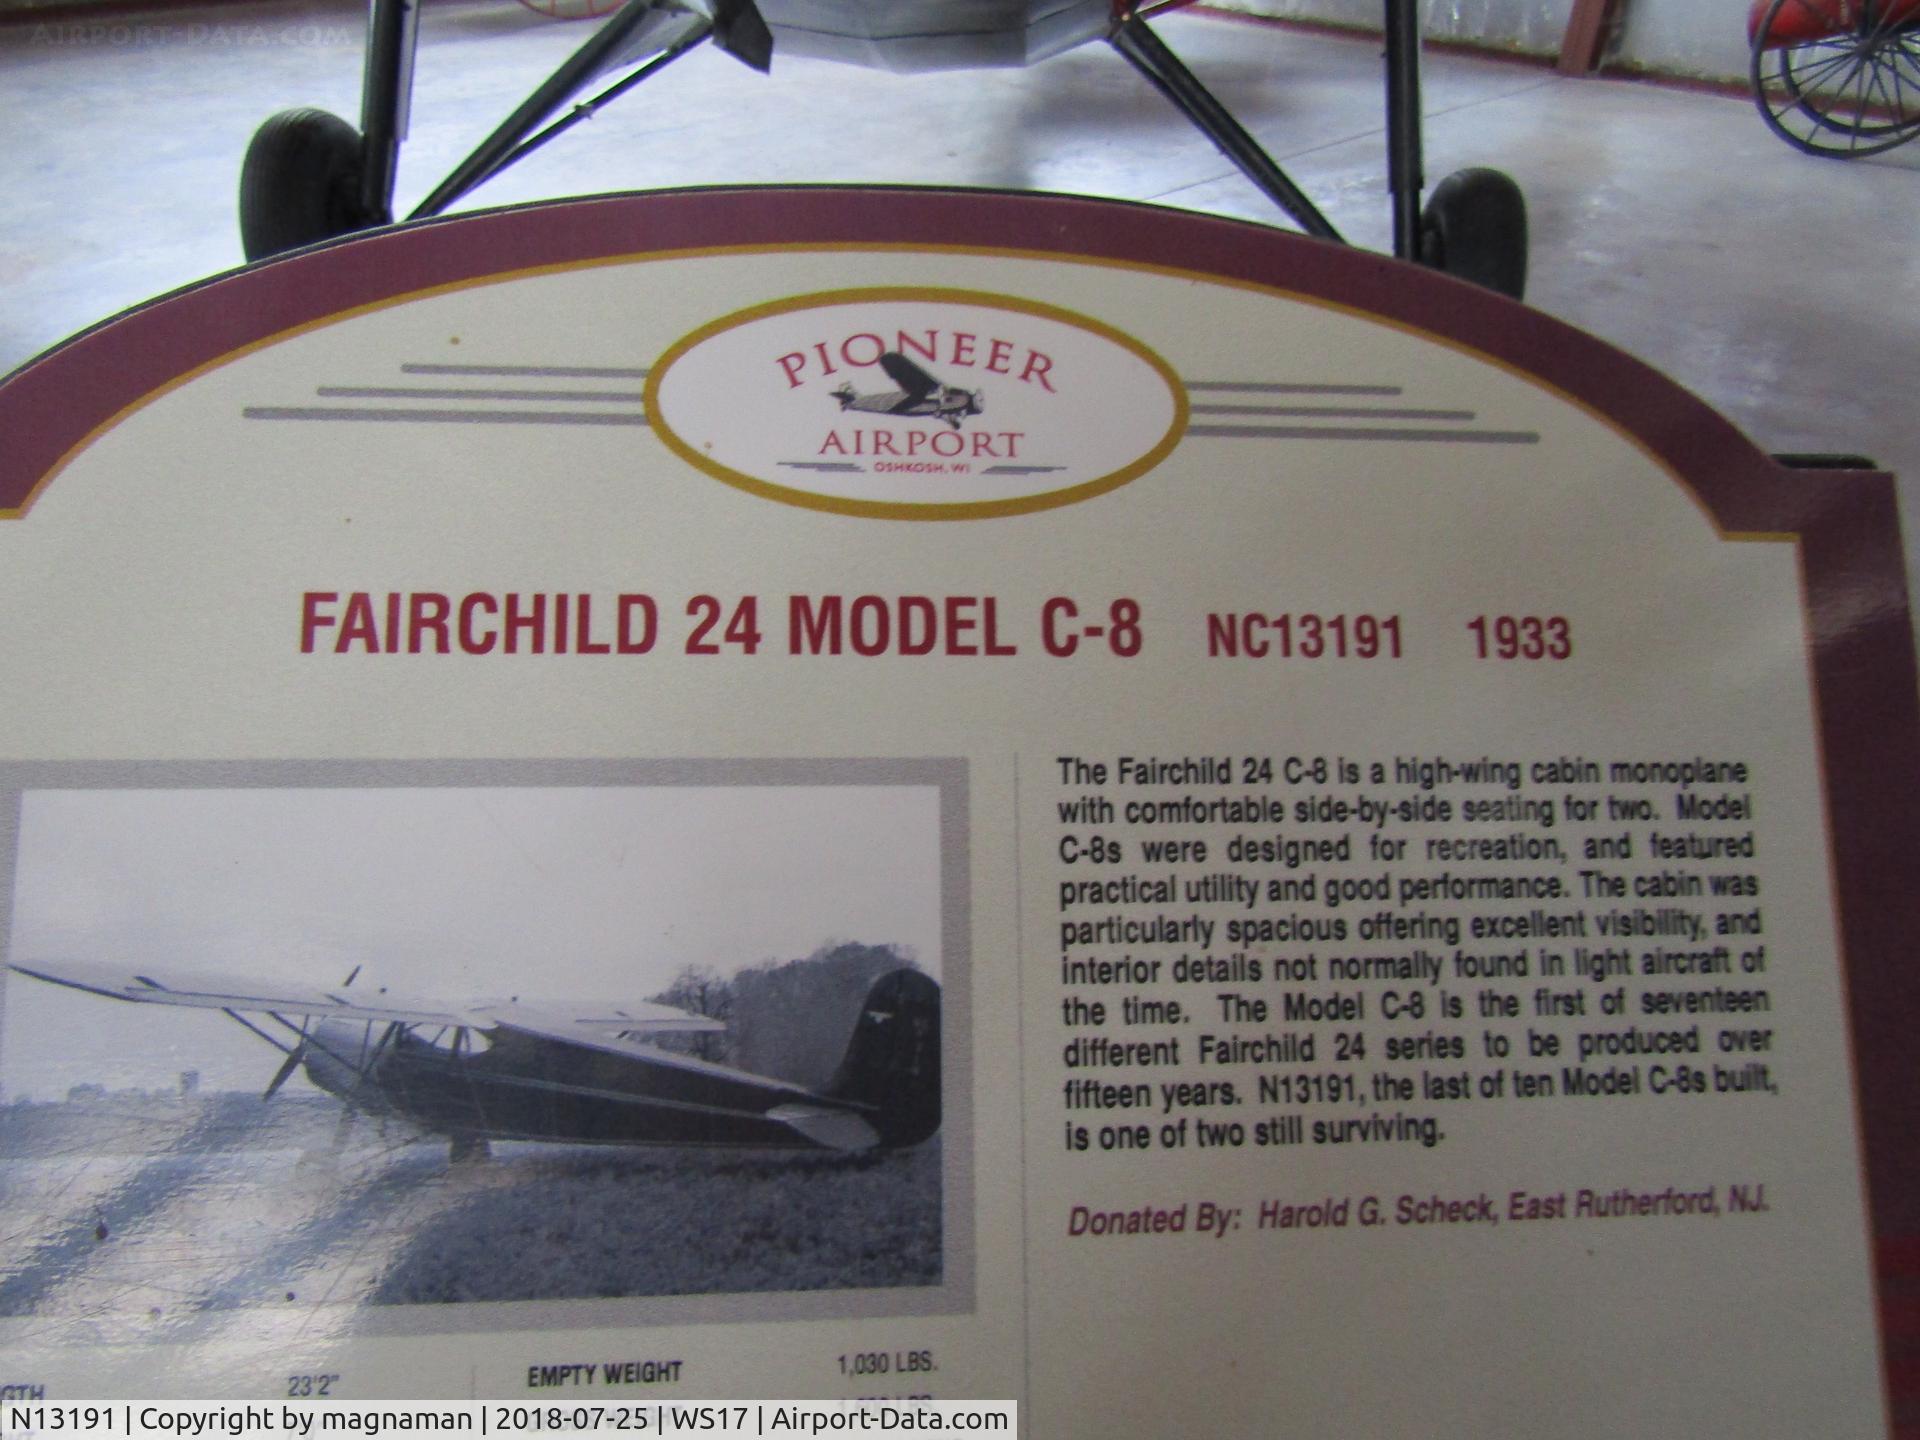 AIRPORT-DATA.COM
PIONEER
AIRPORT
OSHKOSH, WI
FAIRCHILD 24 MODEL C-8 NC13191 1933
The Fairchild 24 C-8 is a high-wing cabin monoplane
with comfortable side-by-side seating for two. Model
C-8s were designed for recreation, and featured
practical utility and good performance. The cabin was
particularly spacious offering excellent visibility, and
interior details not normally found in light aircraft of
the time. The Model C-8 is the first of seventeen
different Fairchild 24 series to be produced over
fifteen years. N13191, the last of ten Model C-8s built,
is one of two still surviving.
Donated By: Harold G. Scheck, East Rutherford, NJ.
23'2" EMPTY WEIGHT 1,030 LBS.
GROSS WEIGHT
N13191 | Copyright by magnaman | 2018-07-25 | WS17 | Airport-Data.com